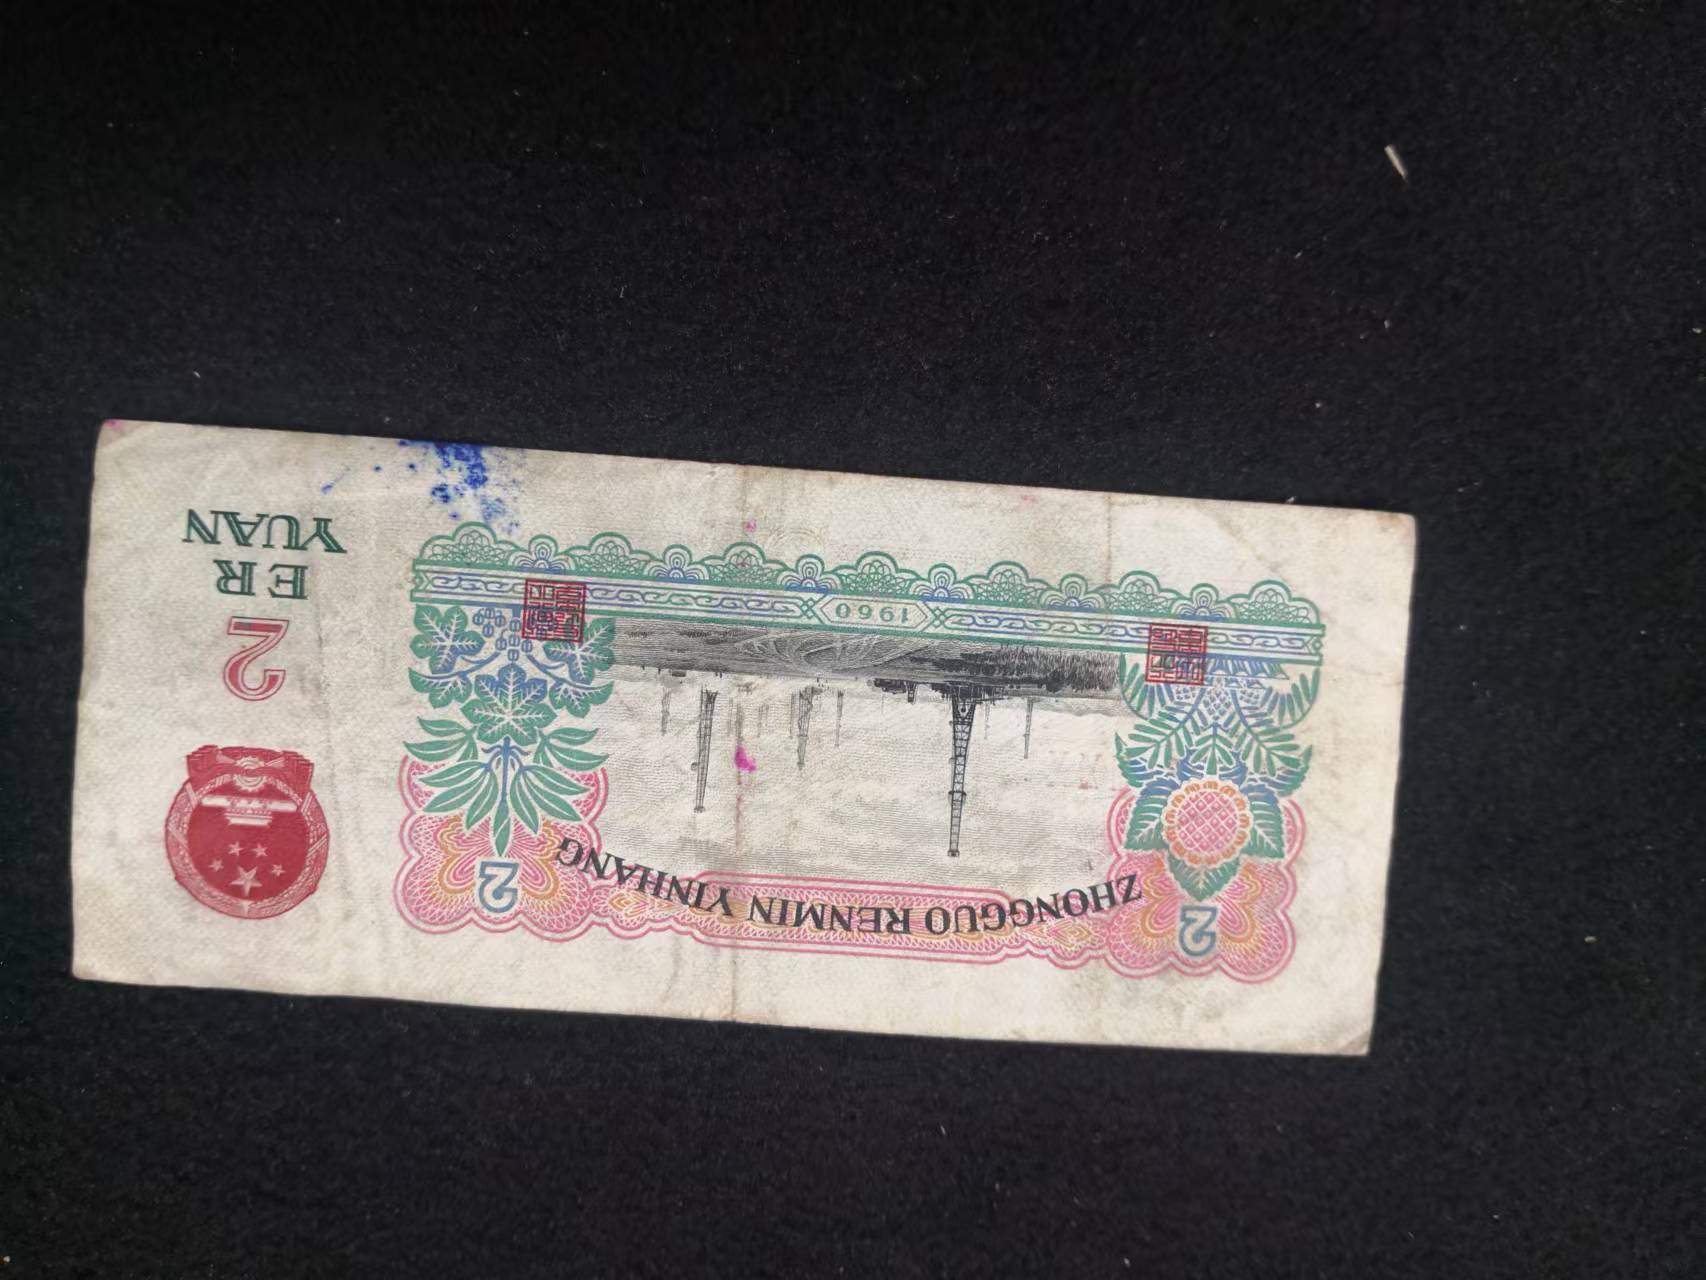 ZHONGGUO RENMIN YINHANG
2
2
1960
2
ER
YUAN